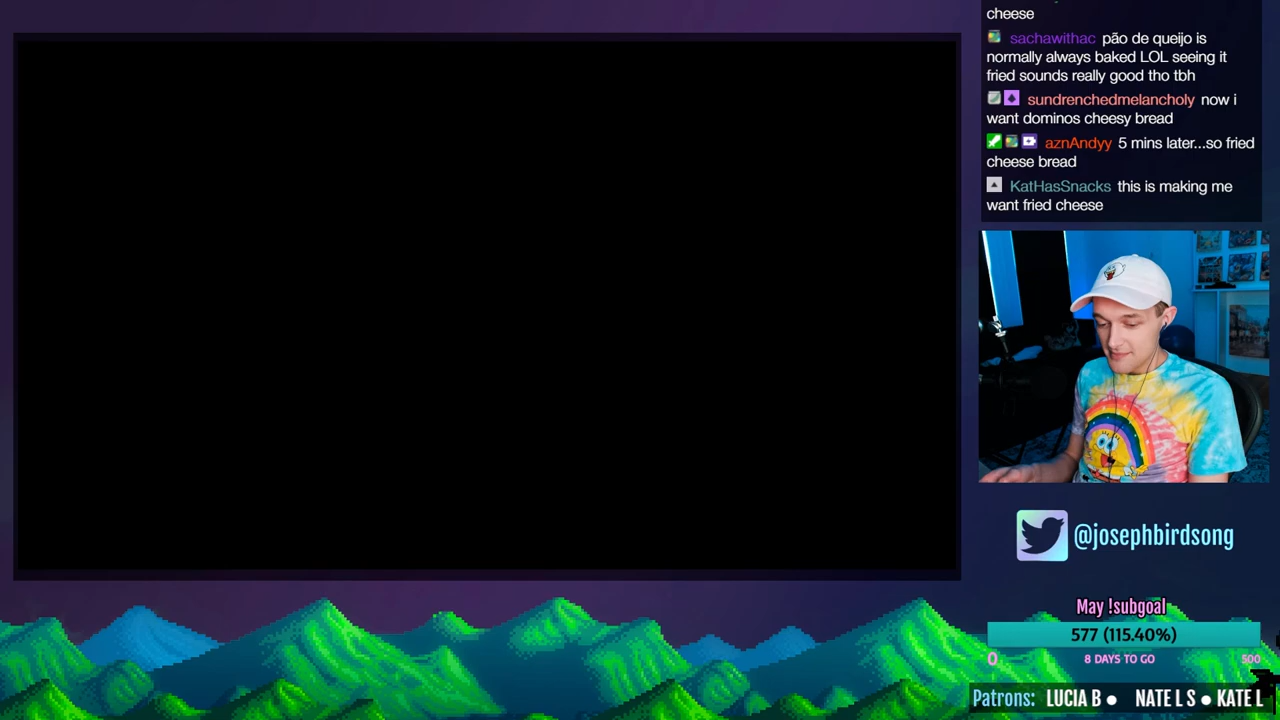 cheese
sachawithac pão de queijo is
normally always baked LOL seeing it
fried sounds really good tho tbh
sundrenchedmelancholy now i
want dominos cheesy bread
aznAndyy 5 mins later...so fried
cheese bread
KatHasSnacks this is making me
want fried cheese
@josephbirdsong
May !subgoal
577 (115.40%)
0 8 DAYS TO GO 500
Patrons: LUCIA B ● NATE L S ● KATE L